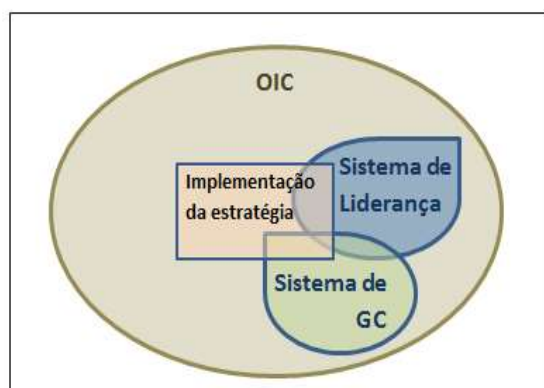 OIC
Implementação
da estratégia
Sistema de
Liderança
Sistema de
GC